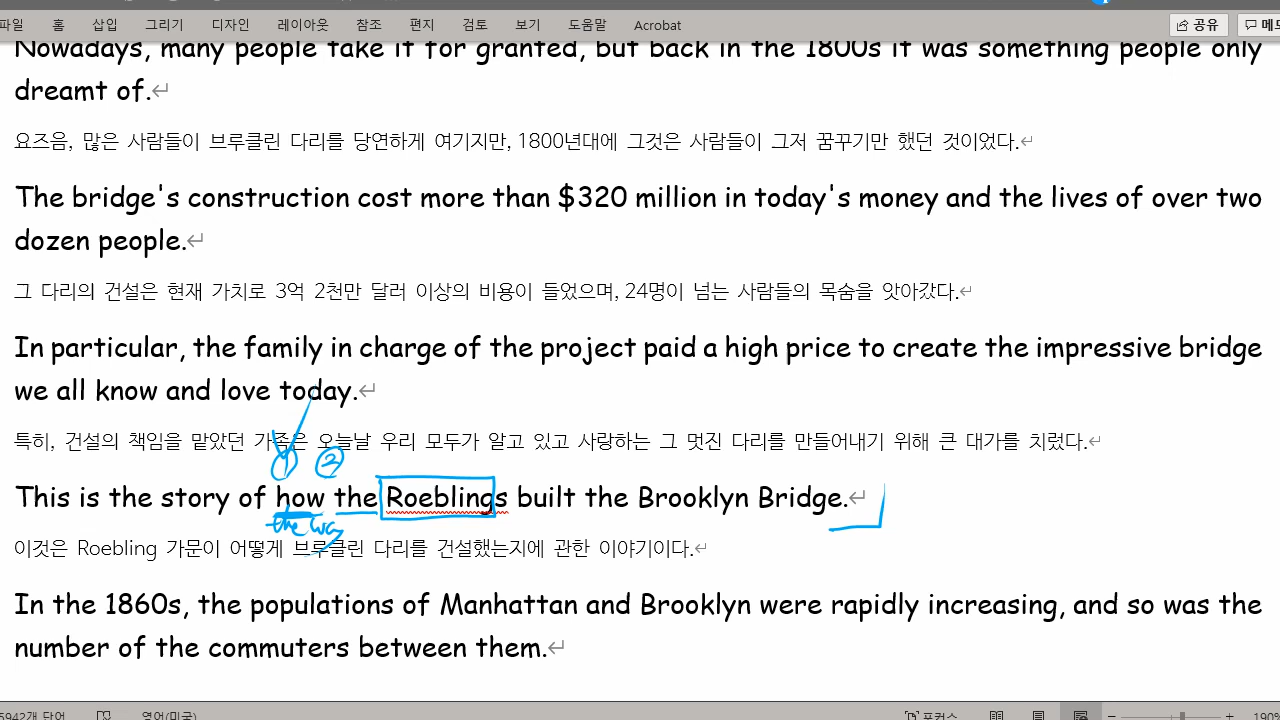 파일 홈 삽입 그리기 디자인 레이아웃 참조 편지 검토 보기 도움말 Acrobat 공유 메모
Nowadays, many people take it for granted, but back in the 1800s it was something people only
dreamt of.
요즈음, 많은 사람들이 브루클린 다리를 당연하게 여기지만, 1800년대에 그것은 사람들이 그저 꿈꾸기만 했던 것이었다.
The bridge's construction cost more than $320 million in today's money and the lives of over two
dozen people.
그 다리의 건설은 현재 가치로 3억 2천만 달러 이상의 비용이 들었으며, 24명이 넘는 사람들의 목숨을 앗아갔다.
In particular, the family in charge of the project paid a high price to create the impressive bridge
we all know and love today.
특히, 건설의 책임을 맡았던 가족은 오늘날 우리 모두가 알고 있고 사랑하는 그 멋진 다리를 만들어내기 위해 큰 대가를 치렀다.
① ②
This is the story of how the Roeblings built the Brooklyn Bridge.
the way
이것은 Roebling 가문이 어떻게 브루클린 다리를 건설했는지에 관한 이야기이다.
In the 1860s, the populations of Manhattan and Brooklyn were rapidly increasing, and so was the
number of the commuters between them.
5942개 단어 영어(미국) 포커스